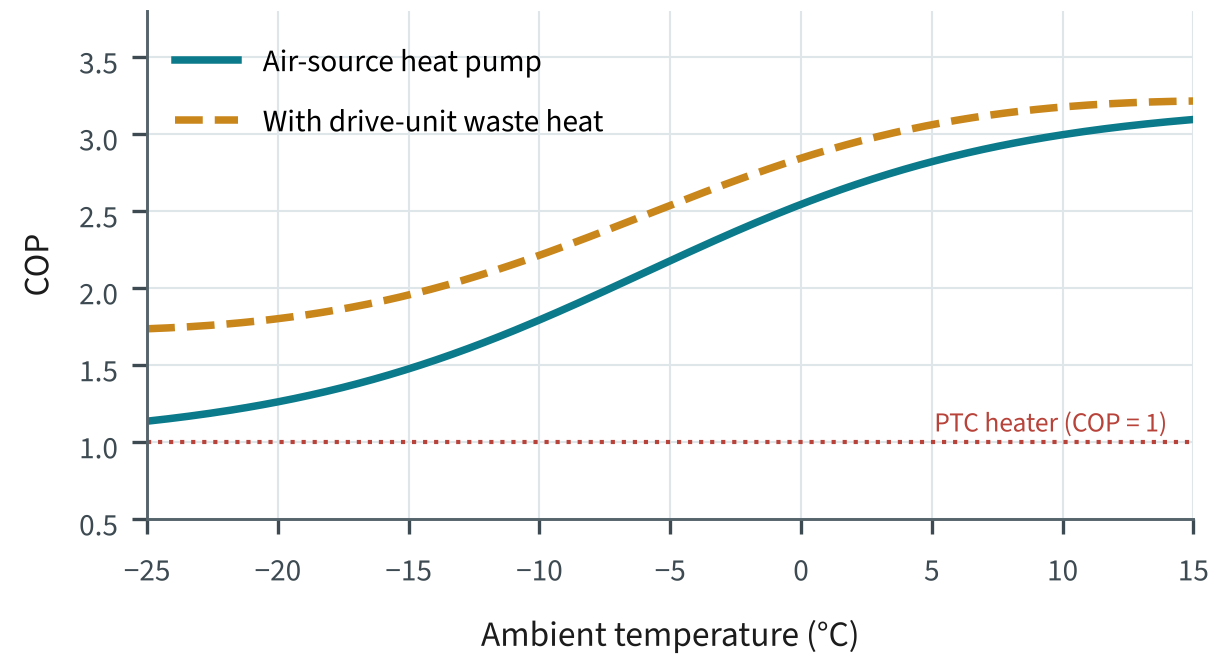 3.5
3.0
2.5
2.0
1.5
1.0
0.5
COP
Air-source heat pump
With drive-unit waste heat
PTC heater (COP = 1)
−25 −20 −15 −10 −5 0 5 10 15
Ambient temperature (°C)